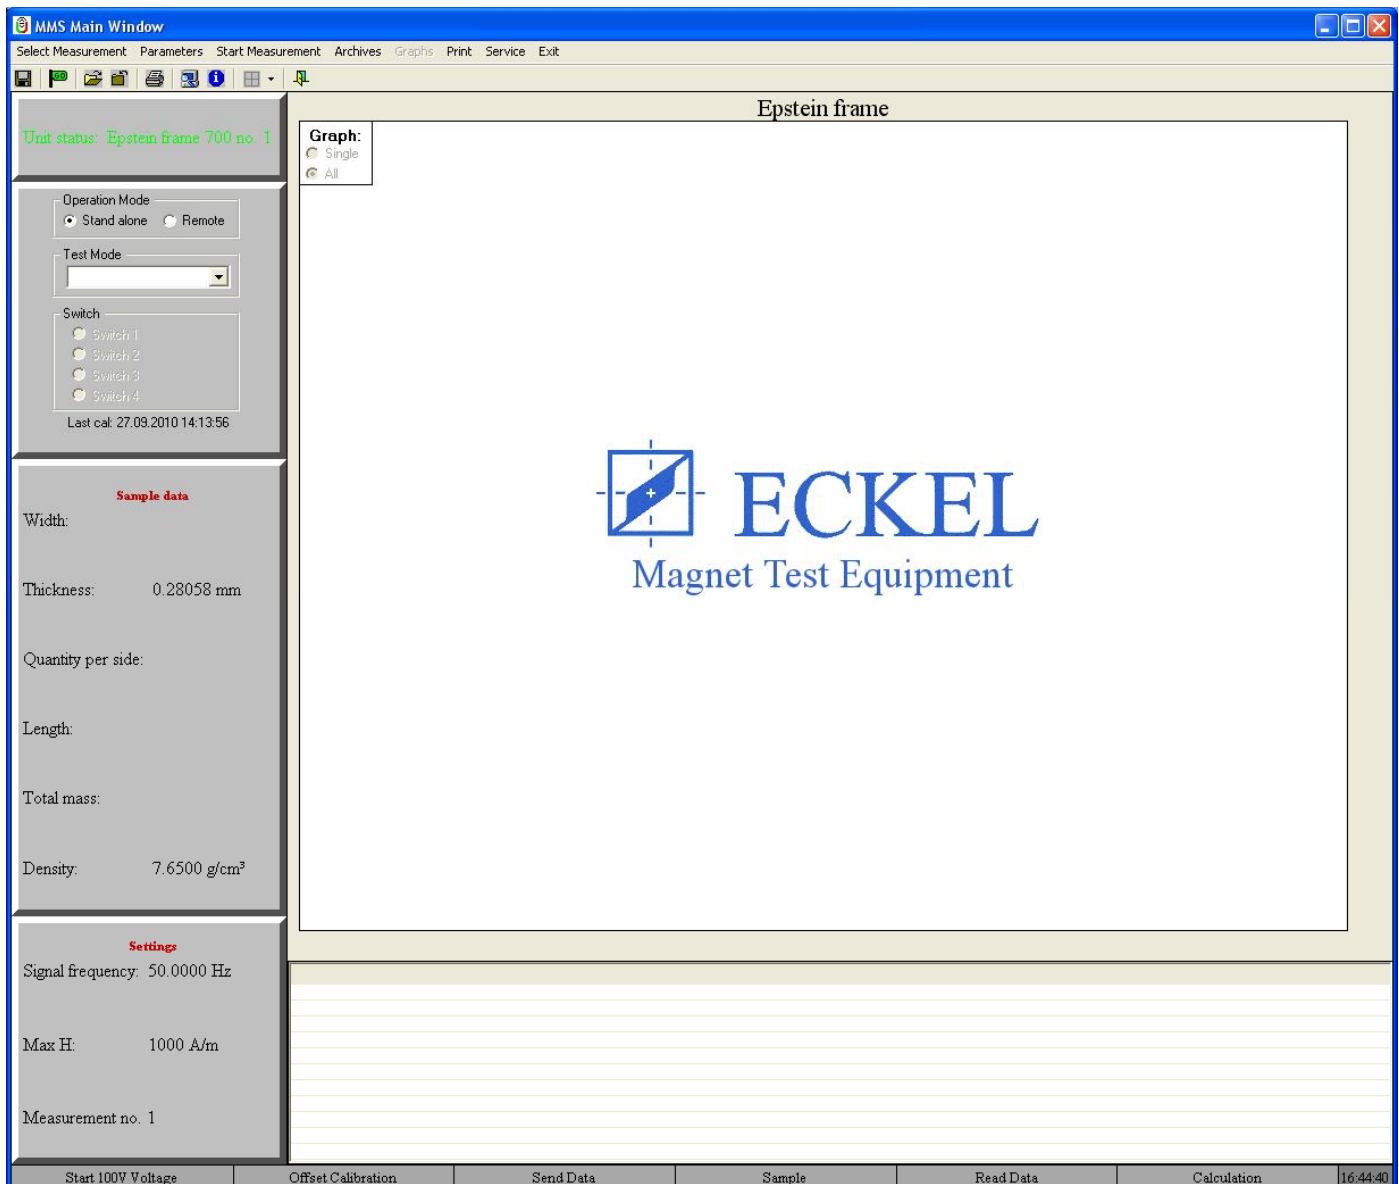 MMS Main Window
Select Measurement Parameters Start Measurement Archives Graphs Print Service Exit
GO
Unit status: Epstein frame 700 no. 1
Operation Mode
Stand alone Remote
Test Mode
Switch
Switch 1
Switch 2
Switch 3
Switch 4
Last cal: 27.09.2010 14:13:56
Sample data
Width:
Thickness: 0.28058 mm
Quantity per side:
Length:
Total mass:
Density: 7.6500 g/cm³
Settings
Signal frequency: 50.0000 Hz
Max H: 1000 A/m
Measurement no. 1
Epstein frame
Graph:
Single
All
ECKEL
Magnet Test Equipment
Start 100V Voltage Offset Calibration Send Data Sample Read Data Calculation 16:44:40